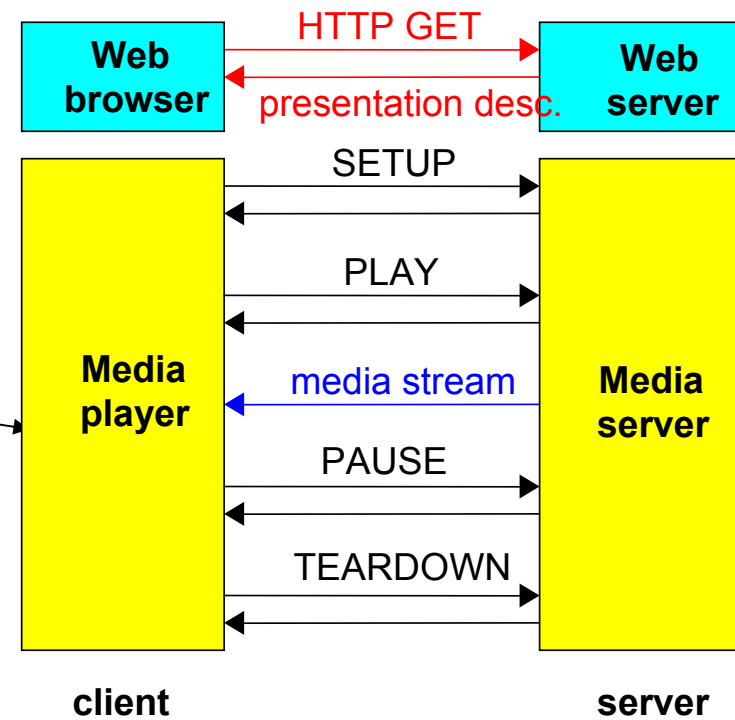 HTTP GET
Web
browser
Web
server
presentation desc.
SETUP
PLAY
Media
player
media stream
Media
server
PAUSE
TEARDOWN
client
server